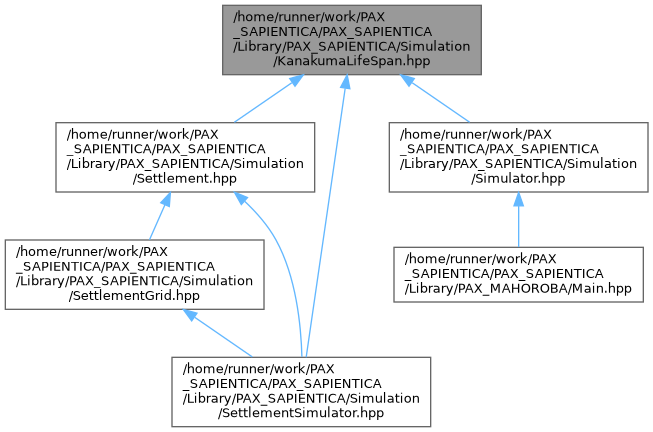 /home/runner/work/PAX
_SAPIENTICA/PAX_SAPIENTICA
/Library/PAX_SAPIENTICA/Simulation
/KanakumaLifeSpan.hpp
/home/runner/work/PAX
_SAPIENTICA/PAX_SAPIENTICA
/Library/PAX_SAPIENTICA/Simulation
/Settlement.hpp
/home/runner/work/PAX
_SAPIENTICA/PAX_SAPIENTICA
/Library/PAX_SAPIENTICA/Simulation
/Simulator.hpp
/home/runner/work/PAX
_SAPIENTICA/PAX_SAPIENTICA
/Library/PAX_SAPIENTICA/Simulation
/SettlementGrid.hpp
/home/runner/work/PAX
_SAPIENTICA/PAX_SAPIENTICA
/Library/PAX_MAHOROBA/Main.hpp
/home/runner/work/PAX
_SAPIENTICA/PAX_SAPIENTICA
/Library/PAX_SAPIENTICA/Simulation
/SettlementSimulator.hpp